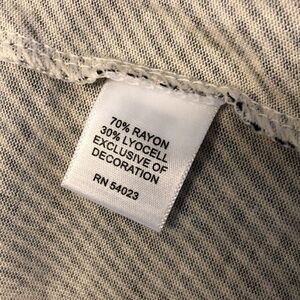 70% RAYON
30% LYOCELL
EXCLUSIVE OF
DECORATION
RN 54023